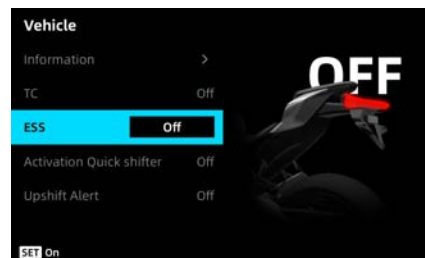 Vehicle
Information >
TC Off
OFF
ESS Off
Activation Quick shifter Off
Upshift Alert Off
SET On